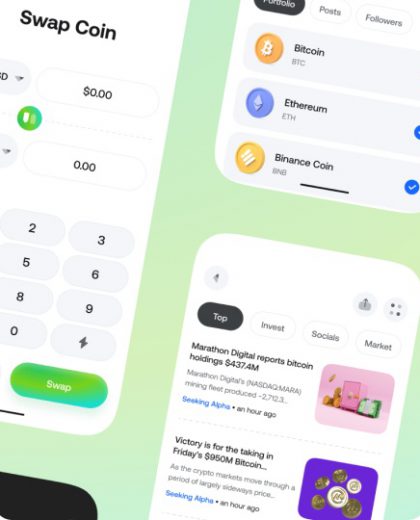 Swap Coin
$0.00
0.00
2
3
5
6
8
9
0
Swap
Portfolio
Posts
Followers
Bitcoin
BTC
Ethereum
ETH
Binance Coin
BNB
Top
Invest
Socials
Market
Marathon Digital reports bitcoin
holdings $437.4M
Marathon Digital's (NASDAQ:MARA)
mining fleet produced ~2,712.3...
Seeking Alpha • an hour ago
Victory is for the taking in
Friday's $950M Bitcoin...
As the crypto markets move through a
period of largely sideways price...
Seeking Alpha • an hour ago